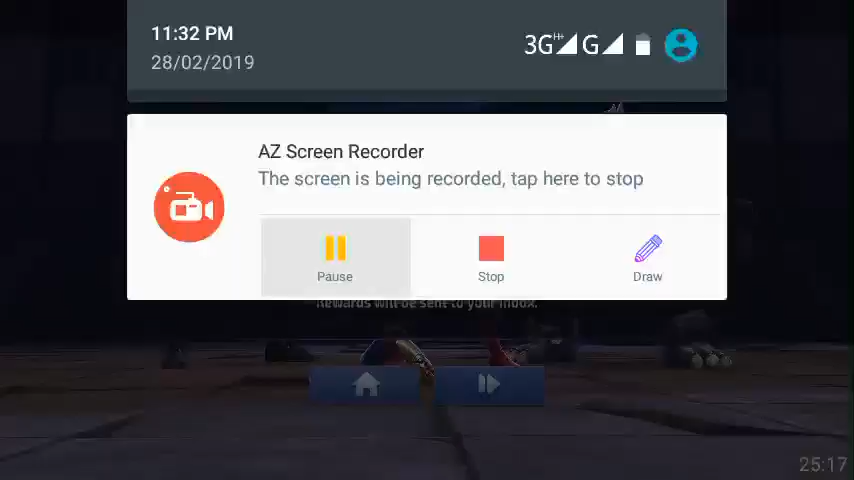 11:32 PM
3G H+ G
28/02/2019
AZ Screen Recorder
The screen is being recorded, tap here to stop
Pause
Stop
Draw
Rewards will be sent to your inbox.
25:17